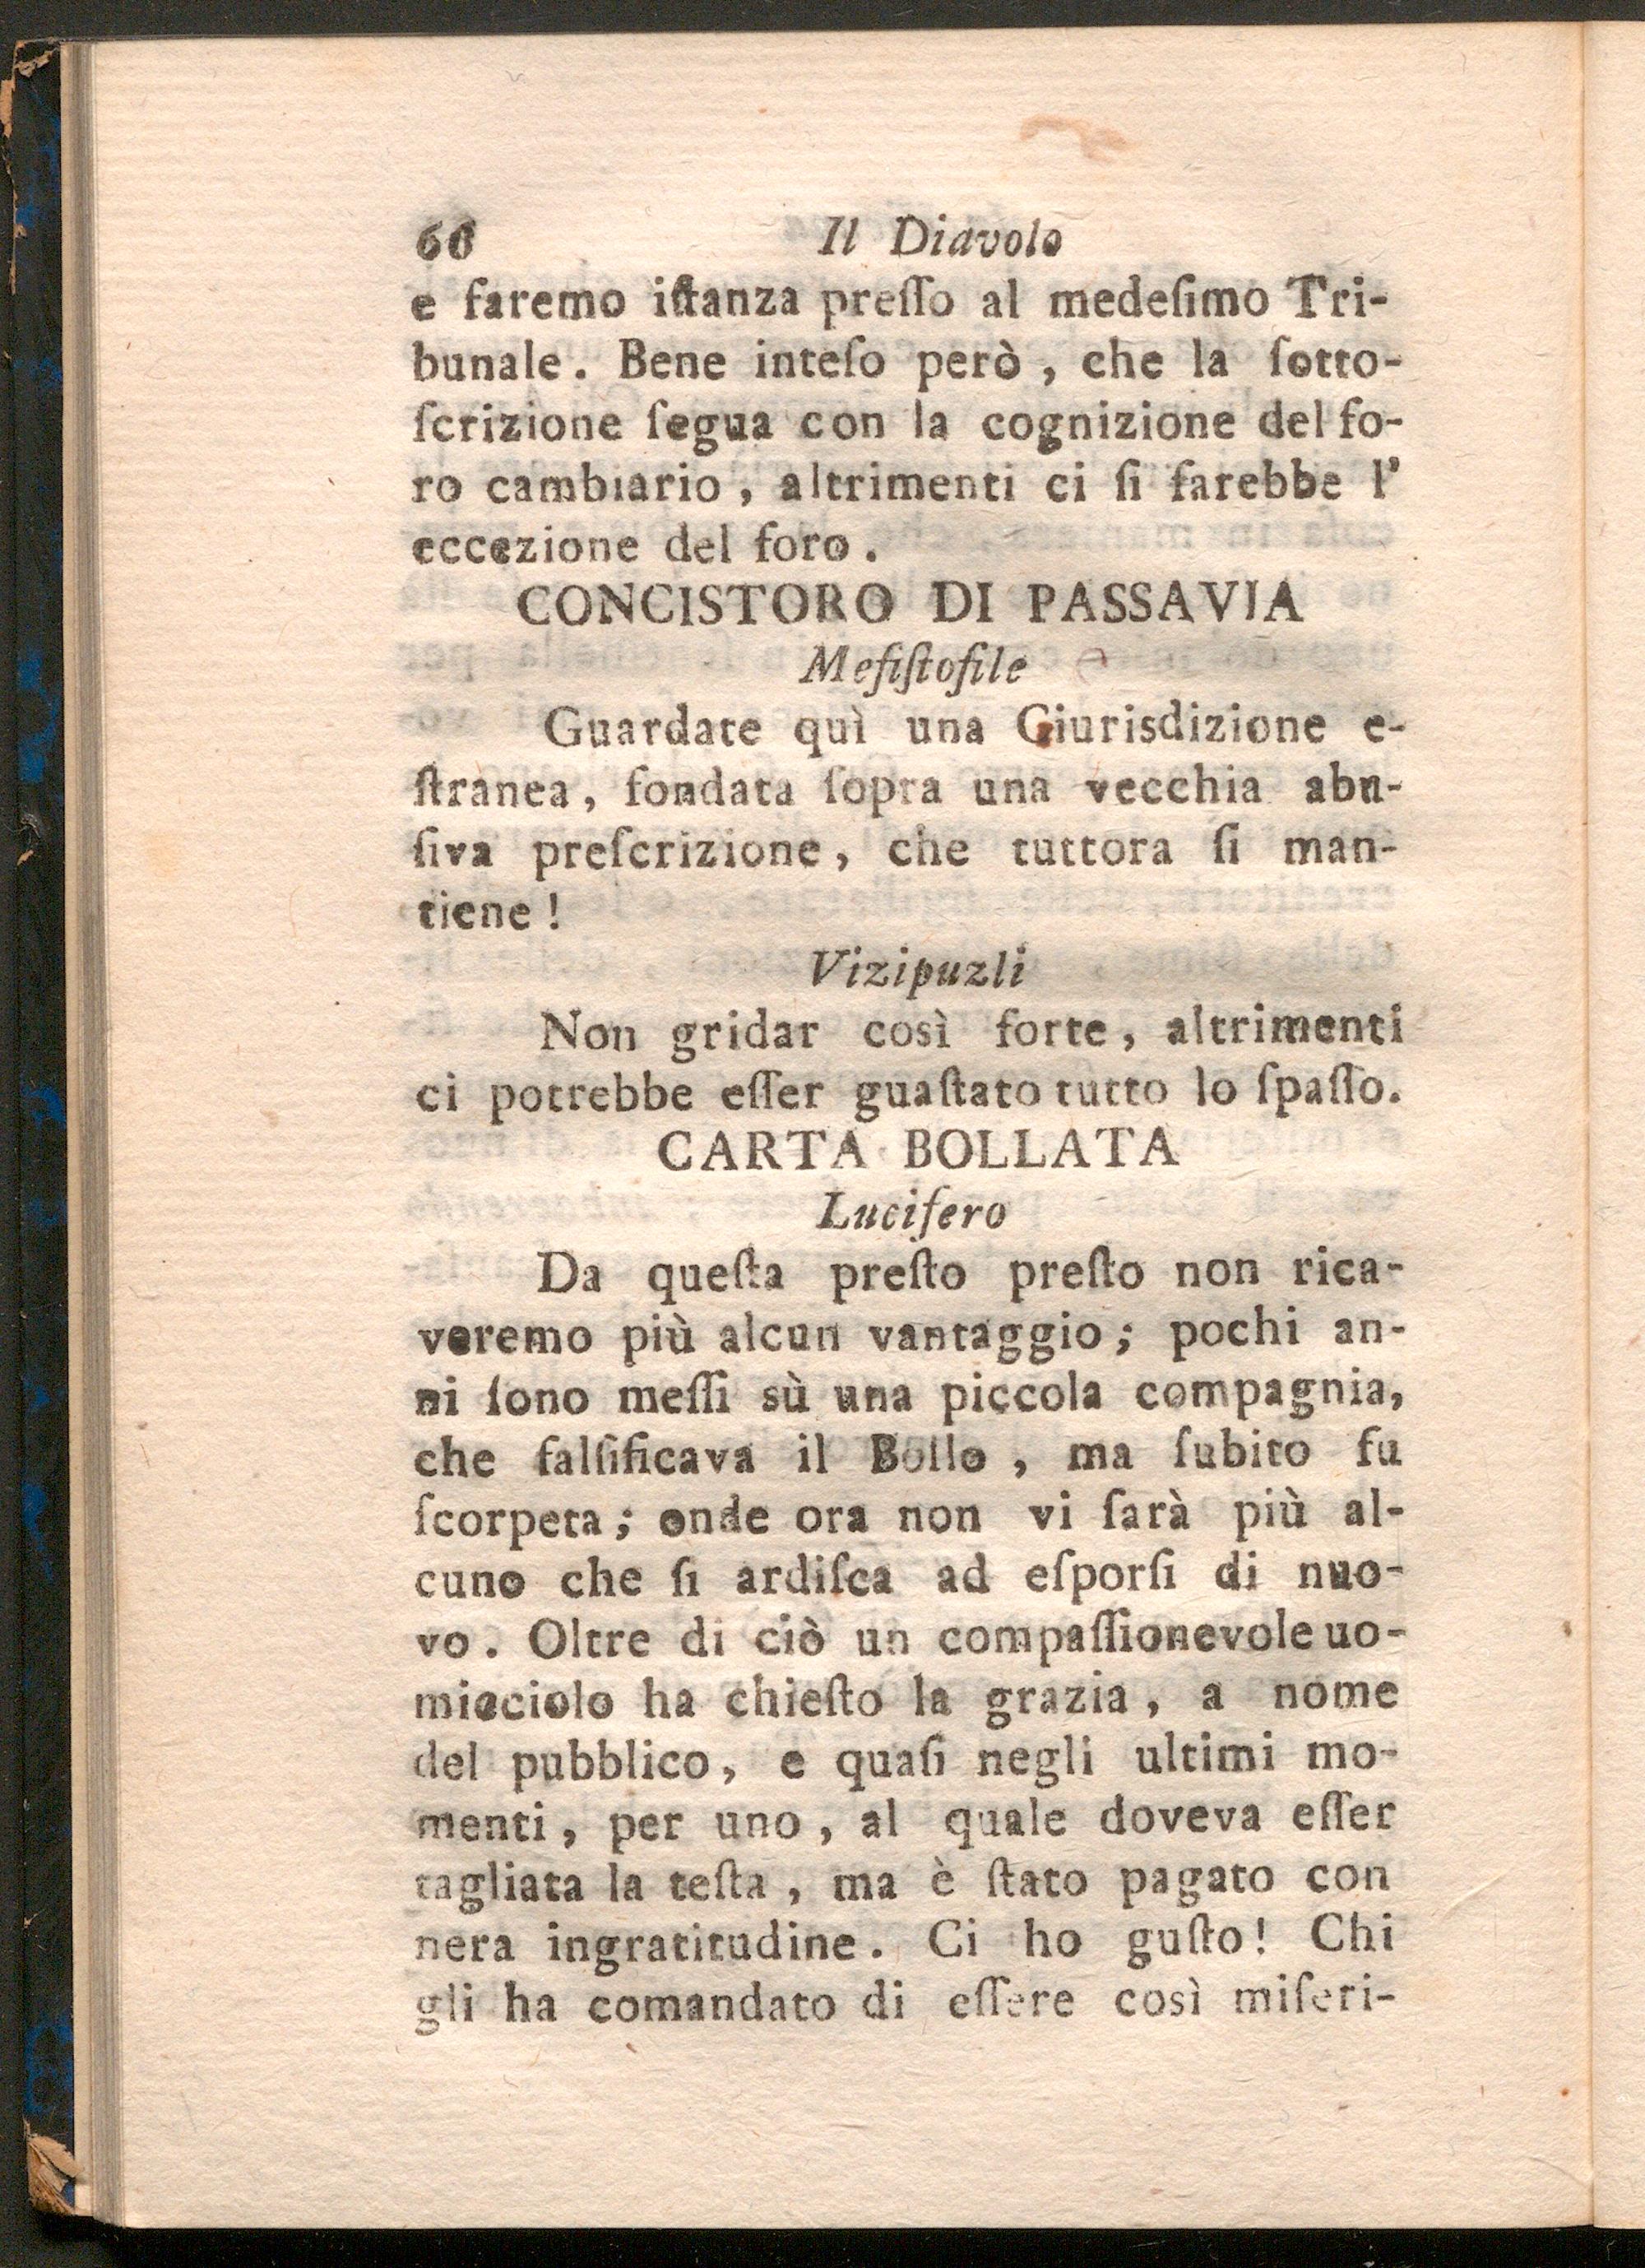 66 Il Diavolo
e faremo iſtanza preſſo al medeſimo Tri-
bunale. Bene inteſo però, che la ſotto-
ſcrizione ſegua con la cognizione del fo-
ro cambiario, altrimenti ci ſi farebbe l'
eccezione del foro.
CONCISTORO DI PASSAVIA
Mefiſtofile
Guardate quì una Giurisdizione e-
ſtranea, fondata ſopra una vecchia abu-
ſiva preſcrizione, che tuttora ſi man-
tiene!
Vizipuzli
Non gridar così forte, altrimenti
ci potrebbe eſſer guaſtato tutto lo ſpaſſo.
CARTA BOLLATA
Lucifero
Da queſta preſto preſto non rica-
veremo più alcun vantaggio; pochi an-
ni ſono meſſi sù una piccola compagnia,
che falſificava il Bollo, ma ſubito fu
ſcorpeta; onde ora non vi ſarà più al-
cuno che ſi ardiſca ad eſporſi di nuo-
vo. Oltre di ciò un compaſſionevole uo-
micciolo ha chieſto la grazia, a nome
del pubblico, e quaſi negli ultimi mo-
menti, per uno, al quale doveva eſſer
tagliata la teſta, ma è ſtato pagato con
nera ingratitudine. Ci ho guſto! Chi
gli ha comandato di eſſere così miſeri-